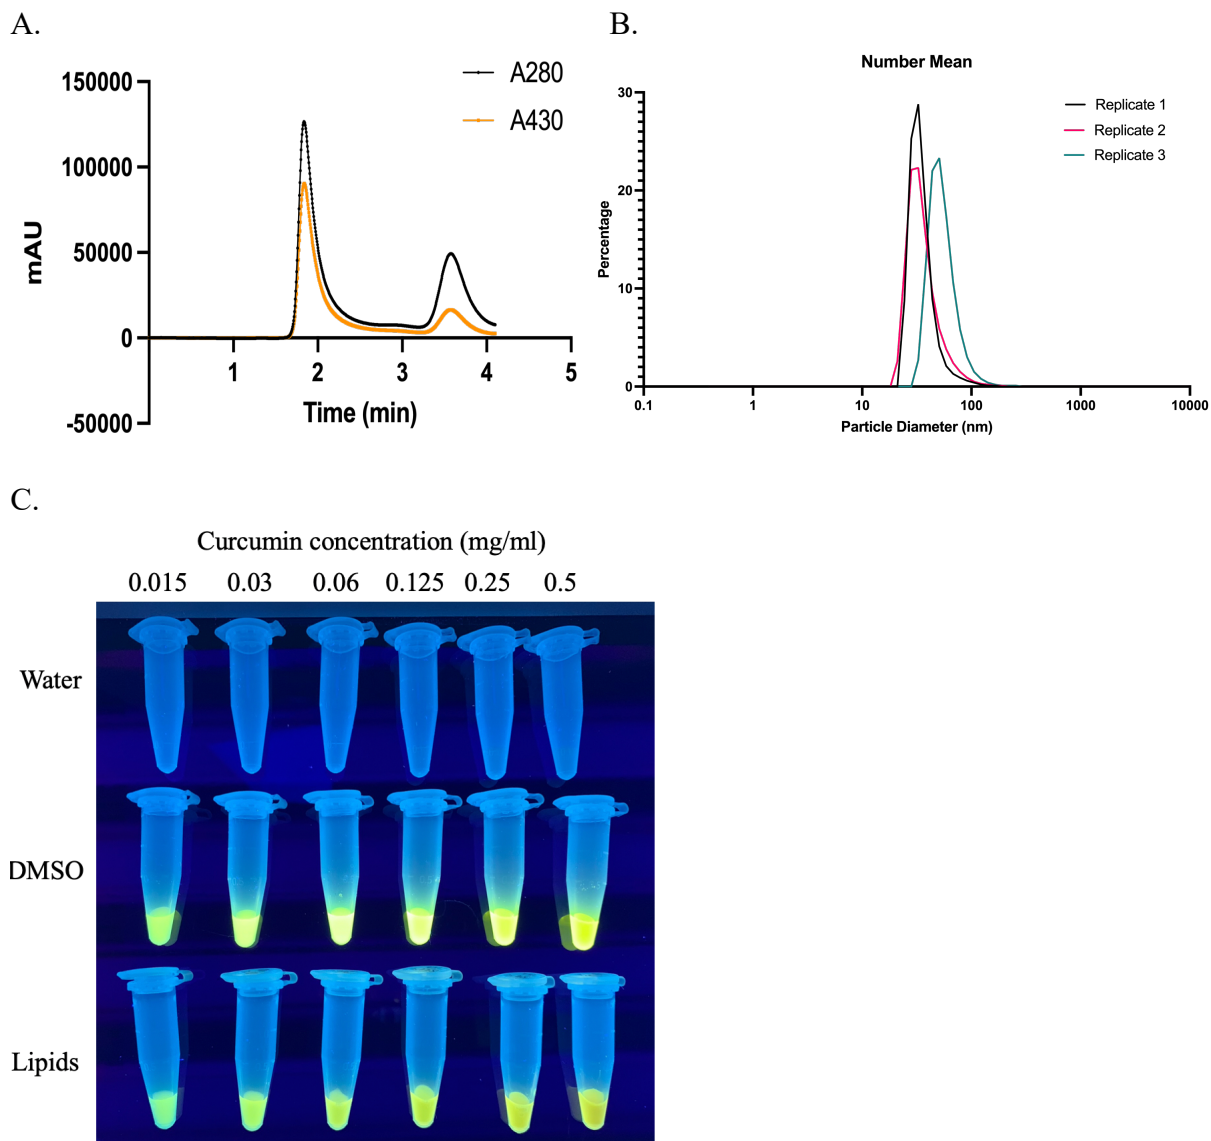 A.
150000
100000
50000
0
-50000
mAU
1 2 3 4 5
Time (min)
A280
A430
B.
Number Mean
30
20
10
0
Percentage
0.1 1 10 100 1000 10000
Particle Diameter (nm)
Replicate 1
Replicate 2
Replicate 3
C.
Curcumin concentration (mg/ml)
0.015 0.03 0.06 0.125 0.25 0.5
Water
DMSO
Lipids